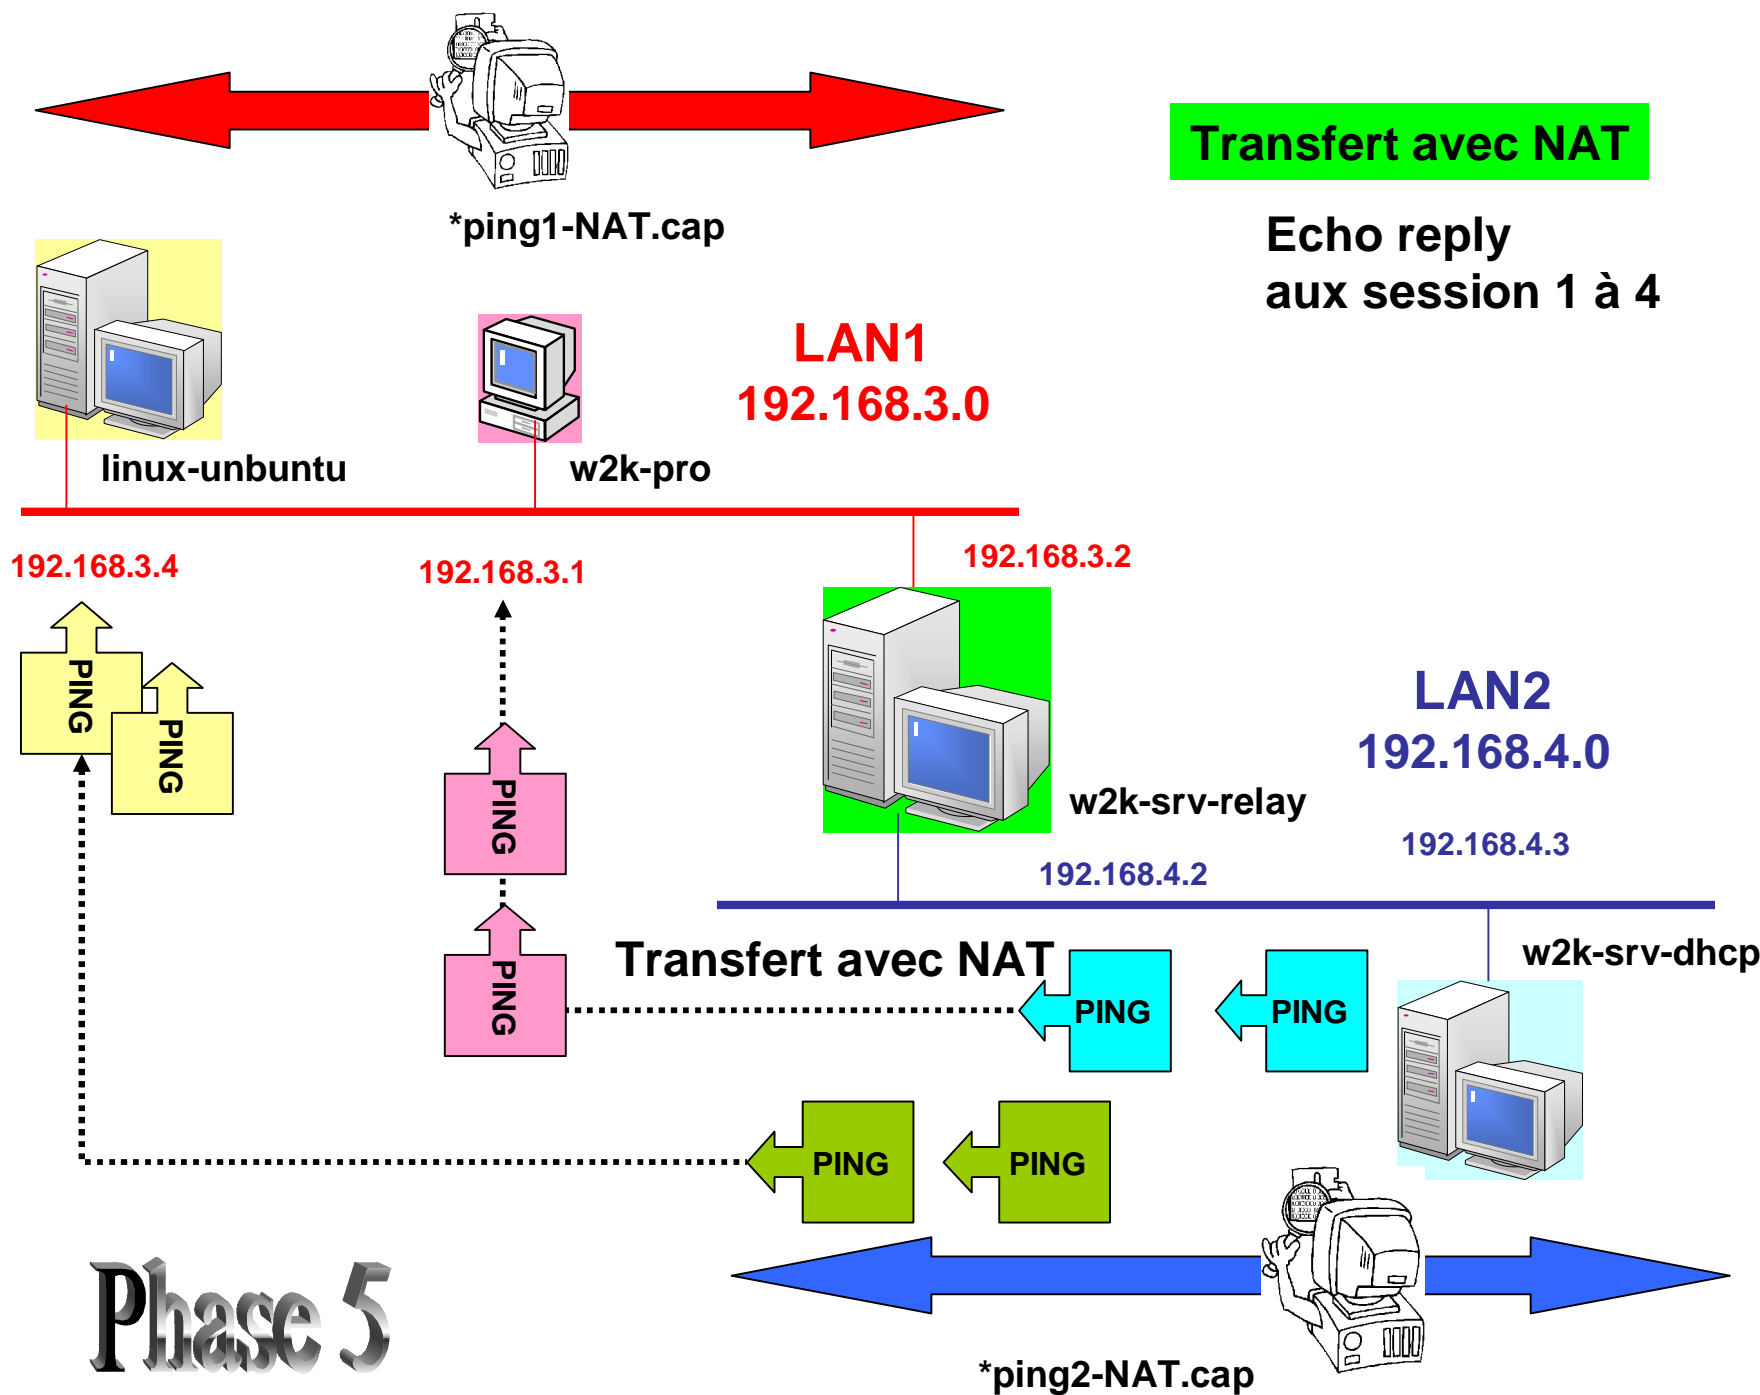 *ping1-NAT.cap
Transfert avec NAT
Echo reply
aux session 1 à 4
LAN1
192.168.3.0
linux-unbuntu
w2k-pro
192.168.3.4
192.168.3.1
192.168.3.2
PING
PING
PING
LAN2
192.168.4.0
w2k-srv-relay
192.168.4.3
192.168.4.2
Transfert avec NAT
w2k-srv-dhcp
PING
PING
PING
PING
PING
Phase 5
*ping2-NAT.cap